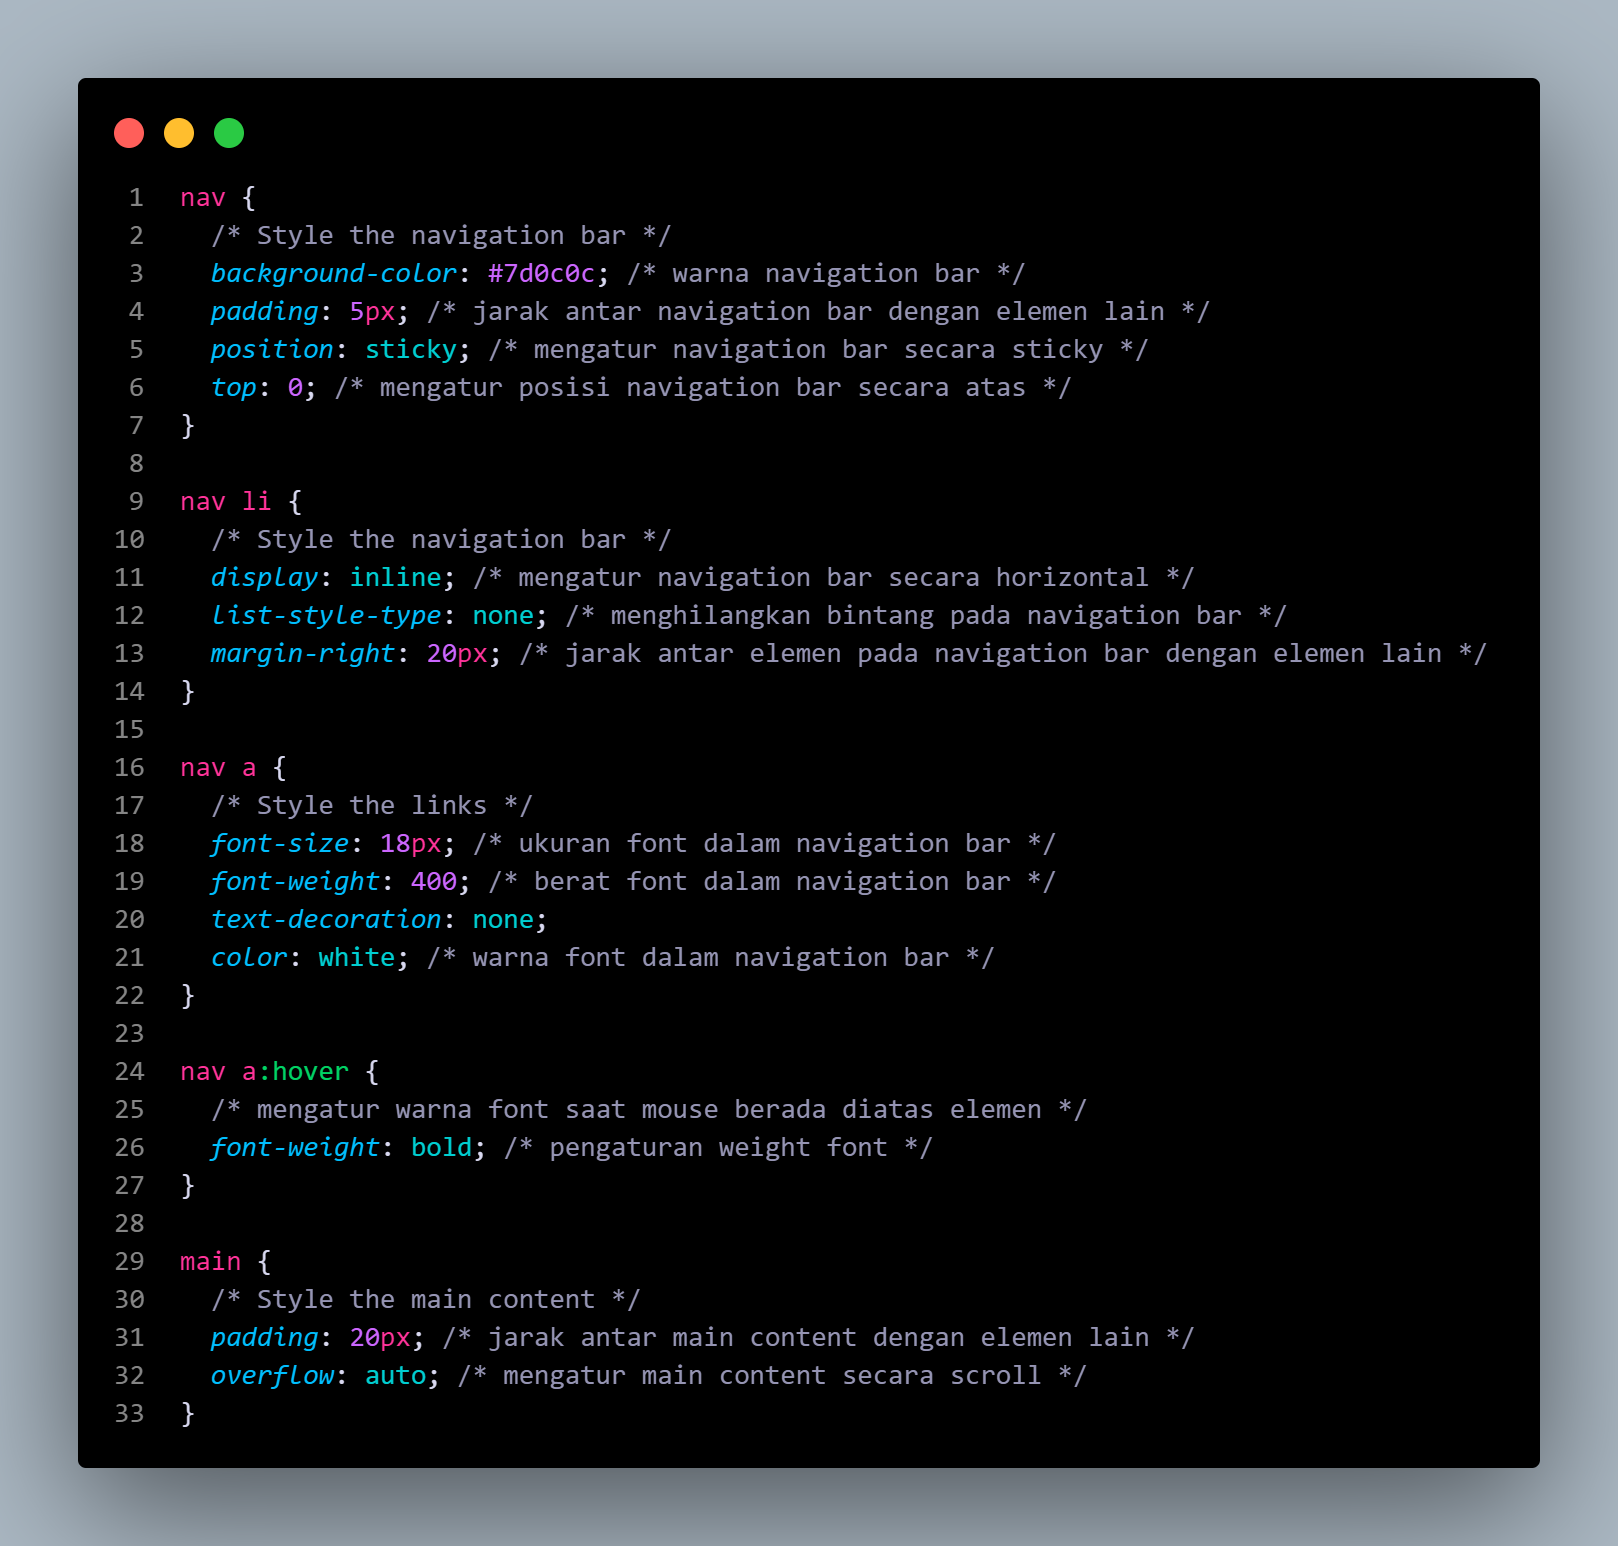 1 nav {
2 /* Style the navigation bar */
3 background-color: #7d0c0c; /* warna navigation bar */
4 padding: 5px; /* jarak antar navigation bar dengan elemen lain */
5 position: sticky; /* mengatur navigation bar secara sticky */
6 top: 0; /* mengatur posisi navigation bar secara atas */
7 }
8
9 nav li {
10 /* Style the navigation bar */
11 display: inline; /* mengatur navigation bar secara horizontal */
12 list-style-type: none; /* menghilangkan bintang pada navigation bar */
13 margin-right: 20px; /* jarak antar elemen pada navigation bar dengan elemen lain */
14 }
15
16 nav a {
17 /* Style the links */
18 font-size: 18px; /* ukuran font dalam navigation bar */
19 font-weight: 400; /* berat font dalam navigation bar */
20 text-decoration: none;
21 color: white; /* warna font dalam navigation bar */
22 }
23
24 nav a:hover {
25 /* mengatur warna font saat mouse berada diatas elemen */
26 font-weight: bold; /* pengaturan weight font */
27 }
28
29 main {
30 /* Style the main content */
31 padding: 20px; /* jarak antar main content dengan elemen lain */
32 overflow: auto; /* mengatur main content secara scroll */
33 }